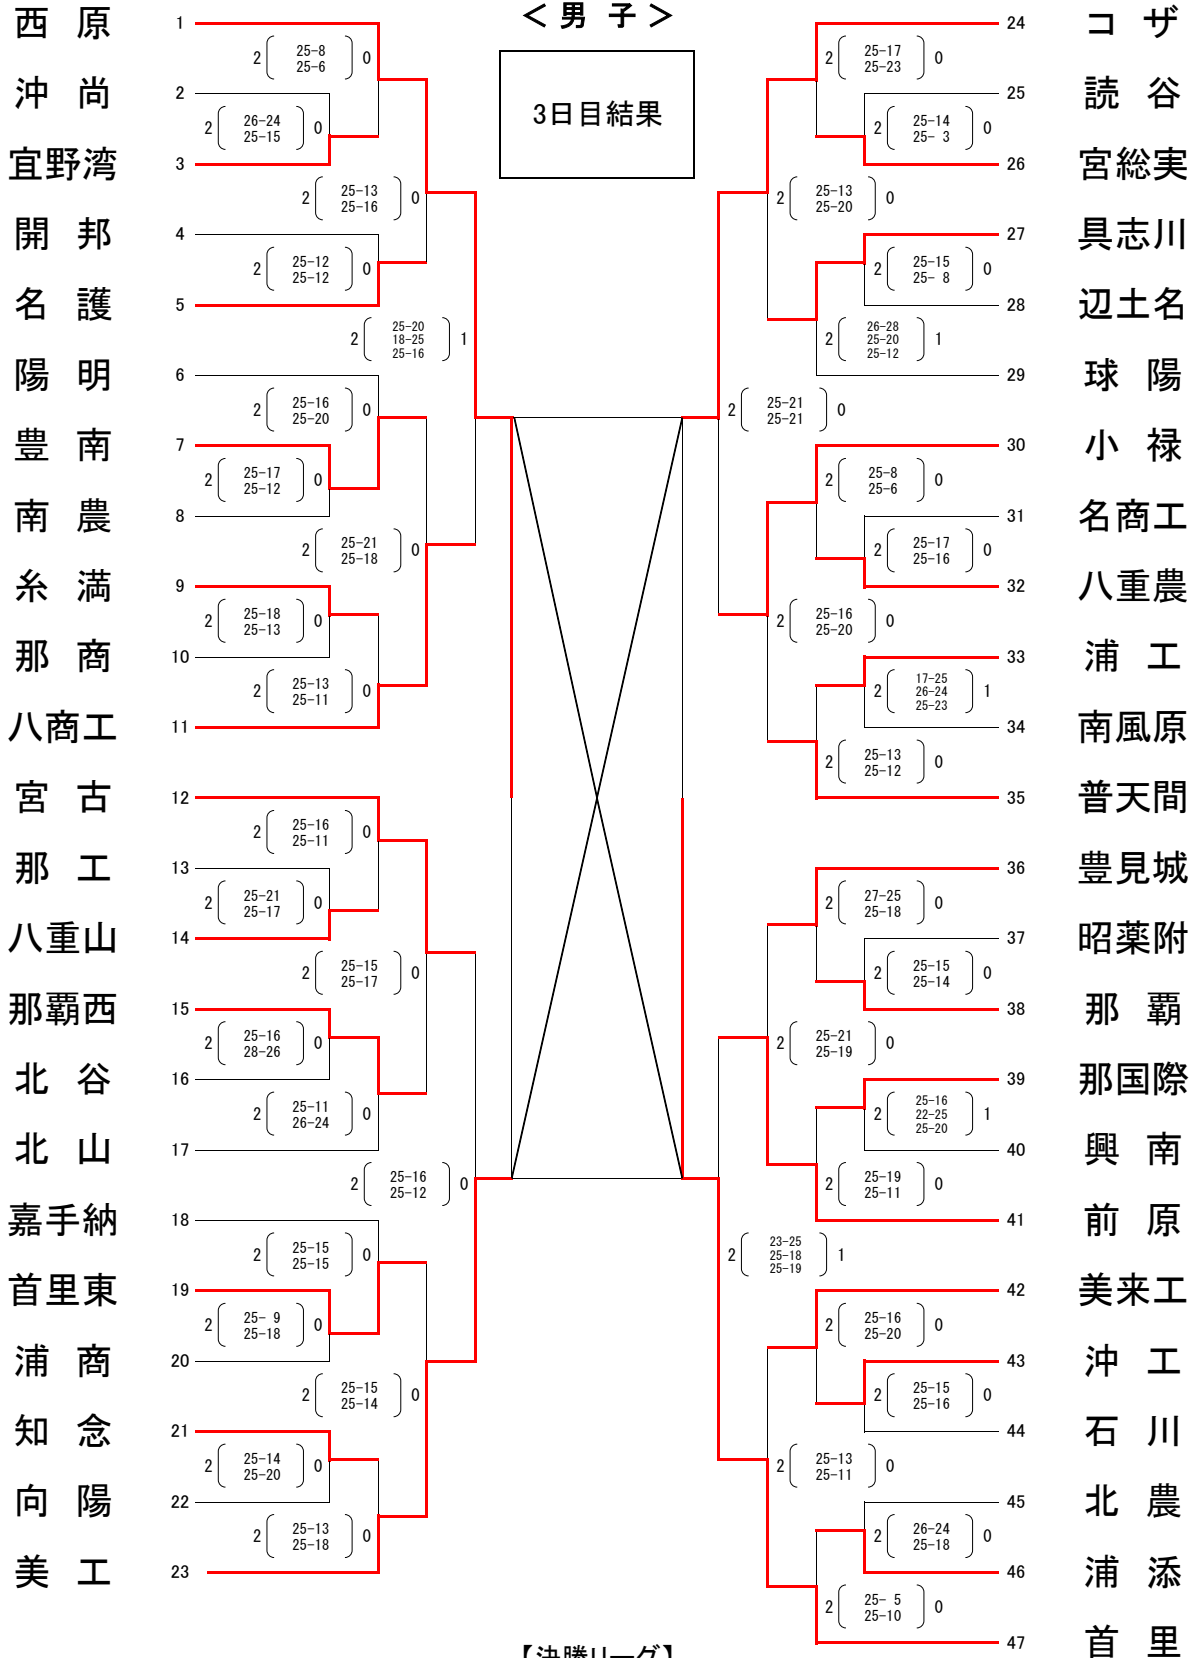 ＜ 男 子 ＞
3日目結果
西 原 1
2 25-8 0
25-6
沖 尚 2
2 26-24 0
25-15
宜野湾 3
2 25-13 0
25-16
開 邦 4
2 25-12 0
25-12
名 護 5
2 25-20 1
18-25
25-16
陽 明 6
2 25-16 0
25-20
豊 南 7
2 25-17 0
25-12
南 農 8
2 25-21 0
25-18
糸 満 9
2 25-18 0
25-13
那 商 10
2 25-13 0
25-11
八商工 11
宮 古 12
2 25-16 0
25-11
那 工 13
2 25-21 0
25-17
八重山 14
2 25-15 0
25-17
那覇西 15
2 25-16 0
28-26
北 谷 16
2 25-11 0
26-24
北 山 17
2 25-16 0
25-12
嘉手納 18
2 25-15 0
25-15
首里東 19
2 25- 9 0
25-18
浦 商 20
2 25-15 0
25-14
知 念 21
2 25-14 0
25-20
向 陽 22
2 25-13 0
25-18
美 工 23
24 コ ザ
2 25-17 0
25-23
25 読 谷
2 25-14 0
25- 3
26 宮総実
2 25-13 0
25-20
27 具志川
2 25-15 0
25- 8
28 辺土名
2 26-28 1
25-20
25-12
29 球 陽
2 25-21 0
25-21
30 小 禄
2 25-8 0
25-6
31 名商工
2 25-17 0
25-16
32 八重農
2 25-16 0
25-20
33 浦 工
2 17-25 1
26-24
25-23
34 南風原
2 25-13 0
25-12
35 普天間
36 豊見城
2 27-25 0
25-18
37 昭薬附
2 25-15 0
25-14
38 那 覇
2 25-21 0
25-19
39 那国際
2 25-16 1
22-25
25-20
40 興 南
2 25-19 0
25-11
41 前 原
2 23-25 1
25-18
25-19
42 美来工
2 25-16 0
25-20
43 沖 工
2 25-15 0
25-16
44 石 川
2 25-13 0
25-11
45 北 農
2 26-24 0
25-18
46 浦 添
2 25- 5 0
25-10
47 首 里
【決勝リーグ】